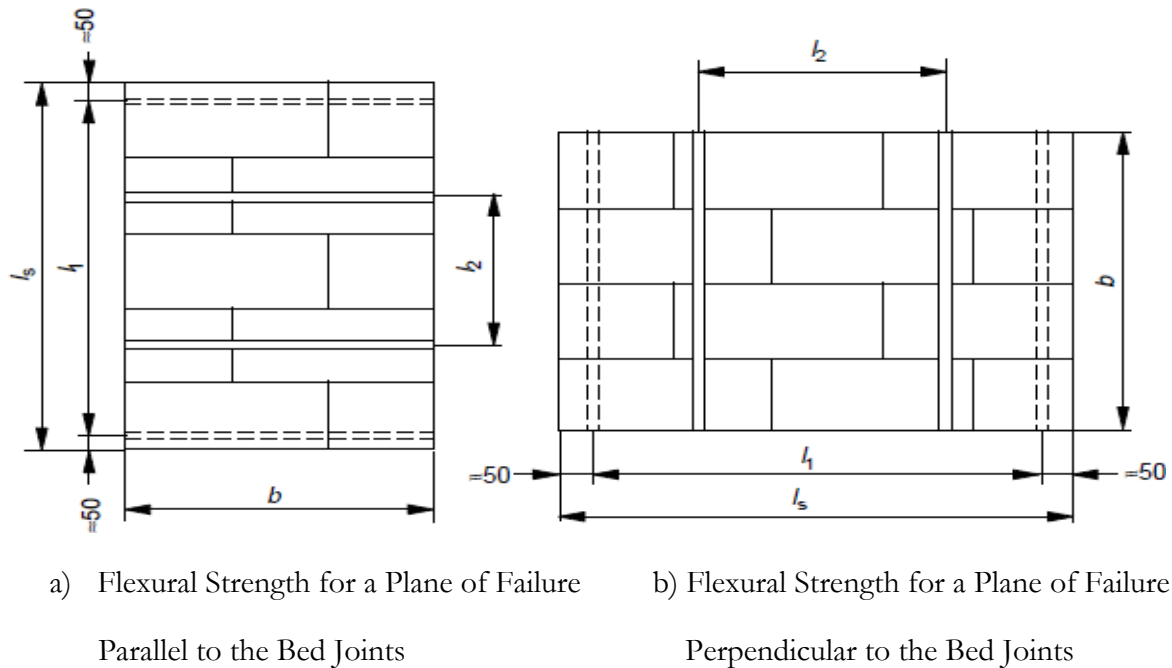 ≈50
l₂
lₛ
l₁
l₂
b
≈50
l₁
≈50
b
lₛ
≈50
a) Flexural Strength for a Plane of Failure
Parallel to the Bed Joints
b) Flexural Strength for a Plane of Failure
Perpendicular to the Bed Joints